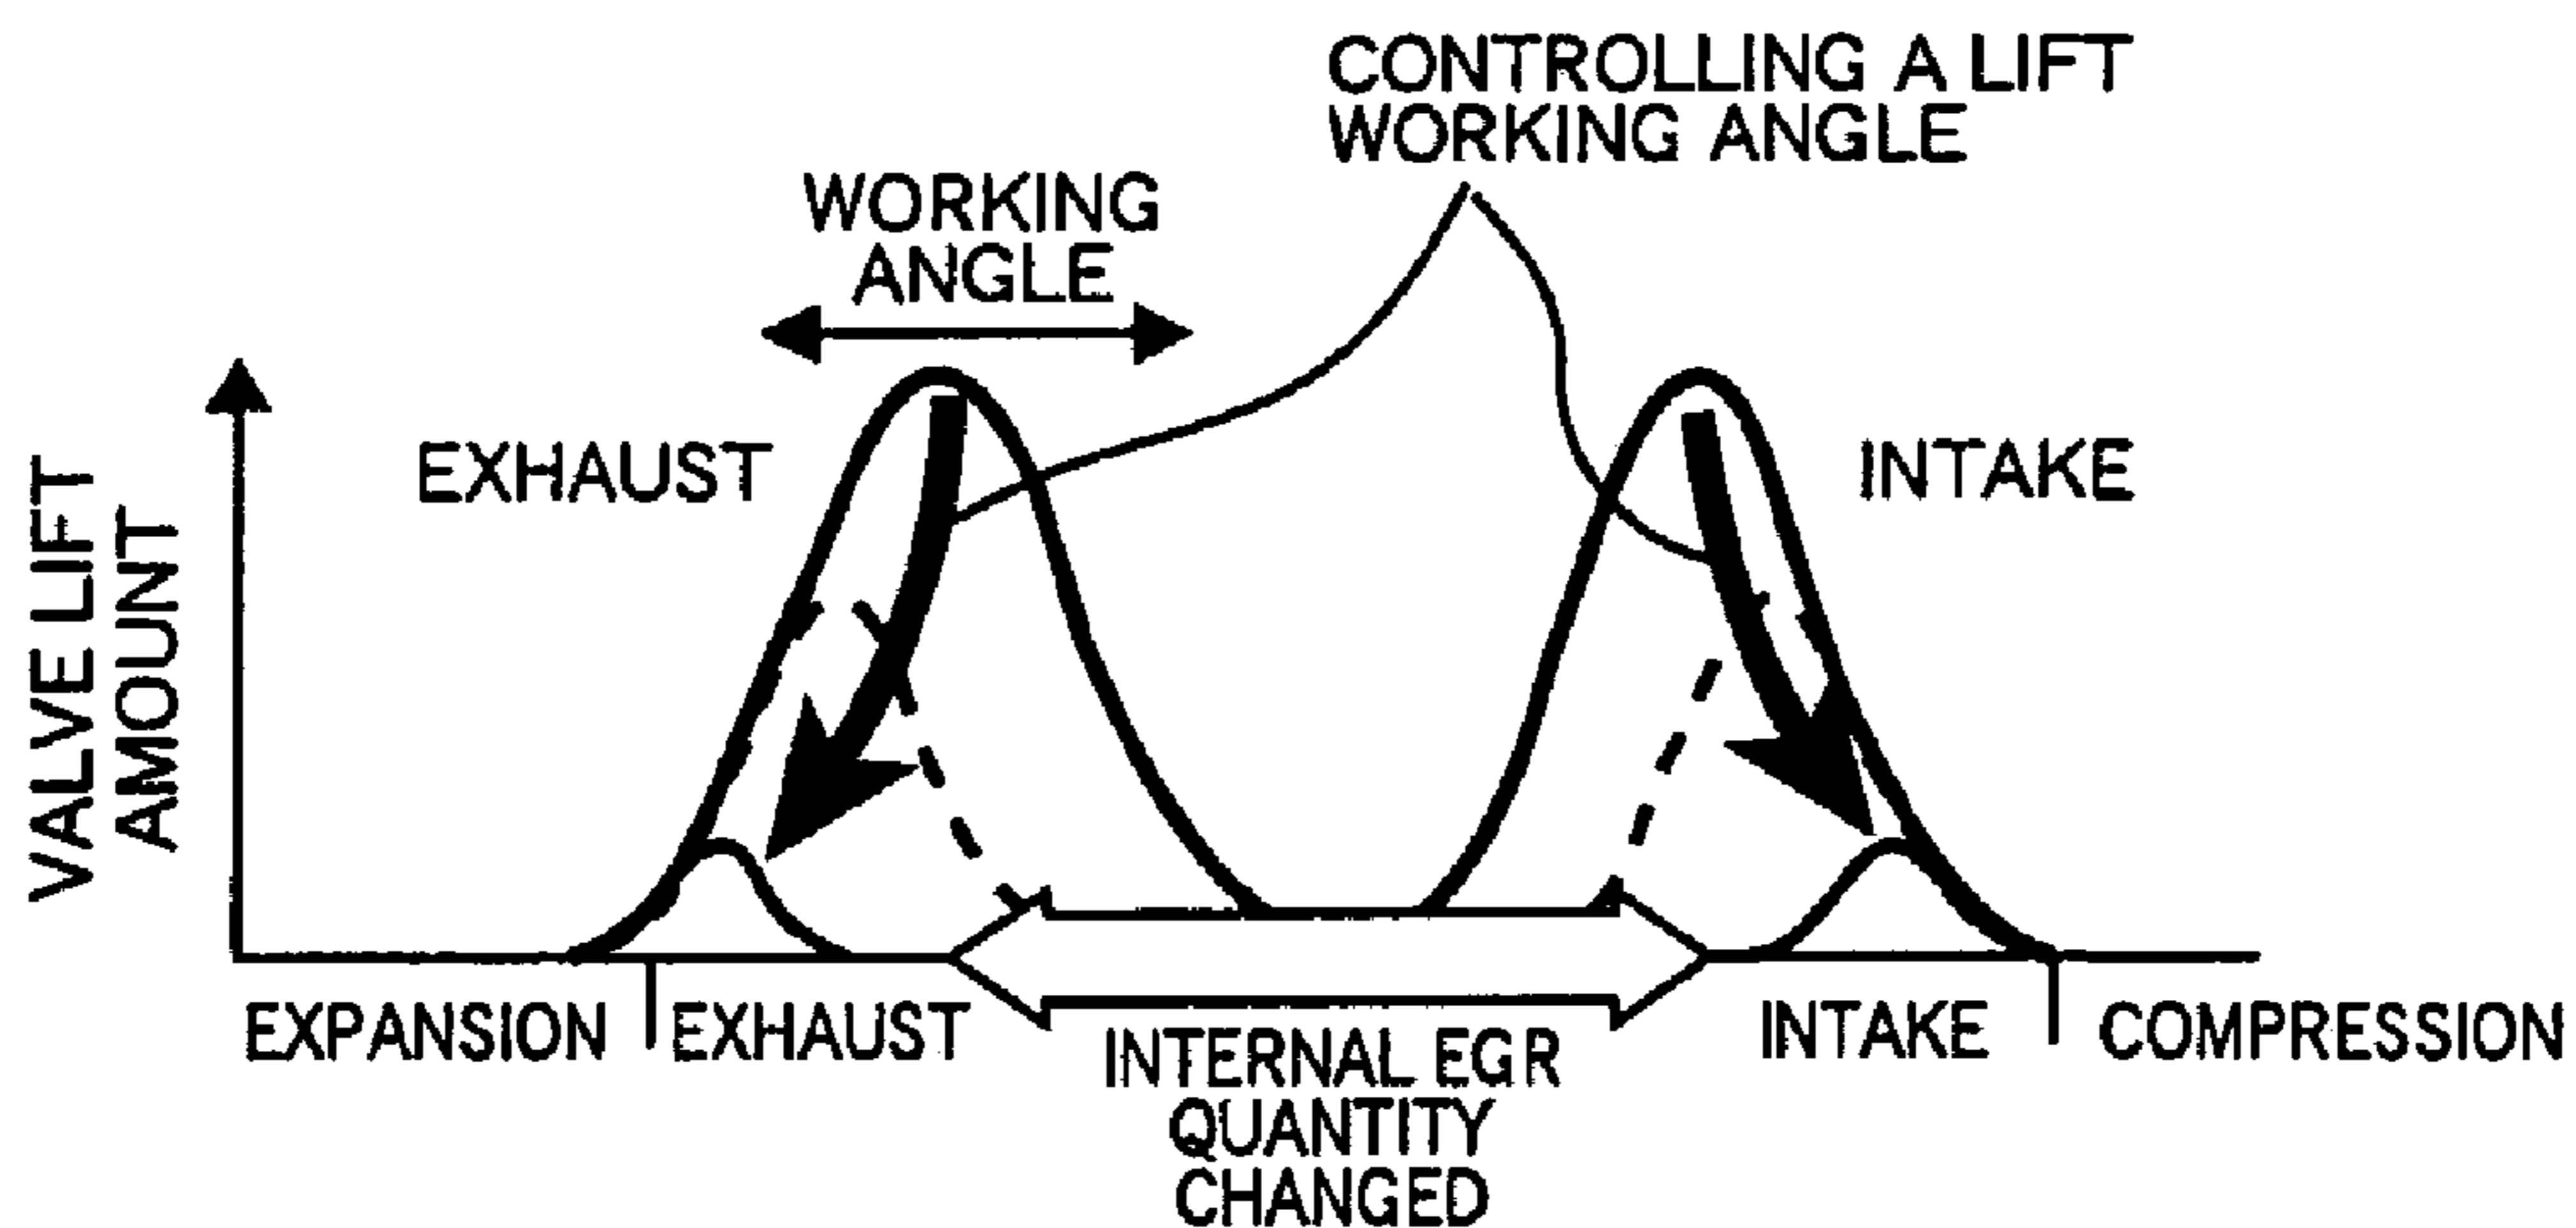 CONTROLLING A LIFT
WORKING ANGLE
WORKING
ANGLE
EXHAUST
INTAKE
VALVE LIFT
AMOUNT
EXPANSION
EXHAUST
INTERNAL EGR
QUANTITY
CHANGED
INTAKE
COMPRESSION